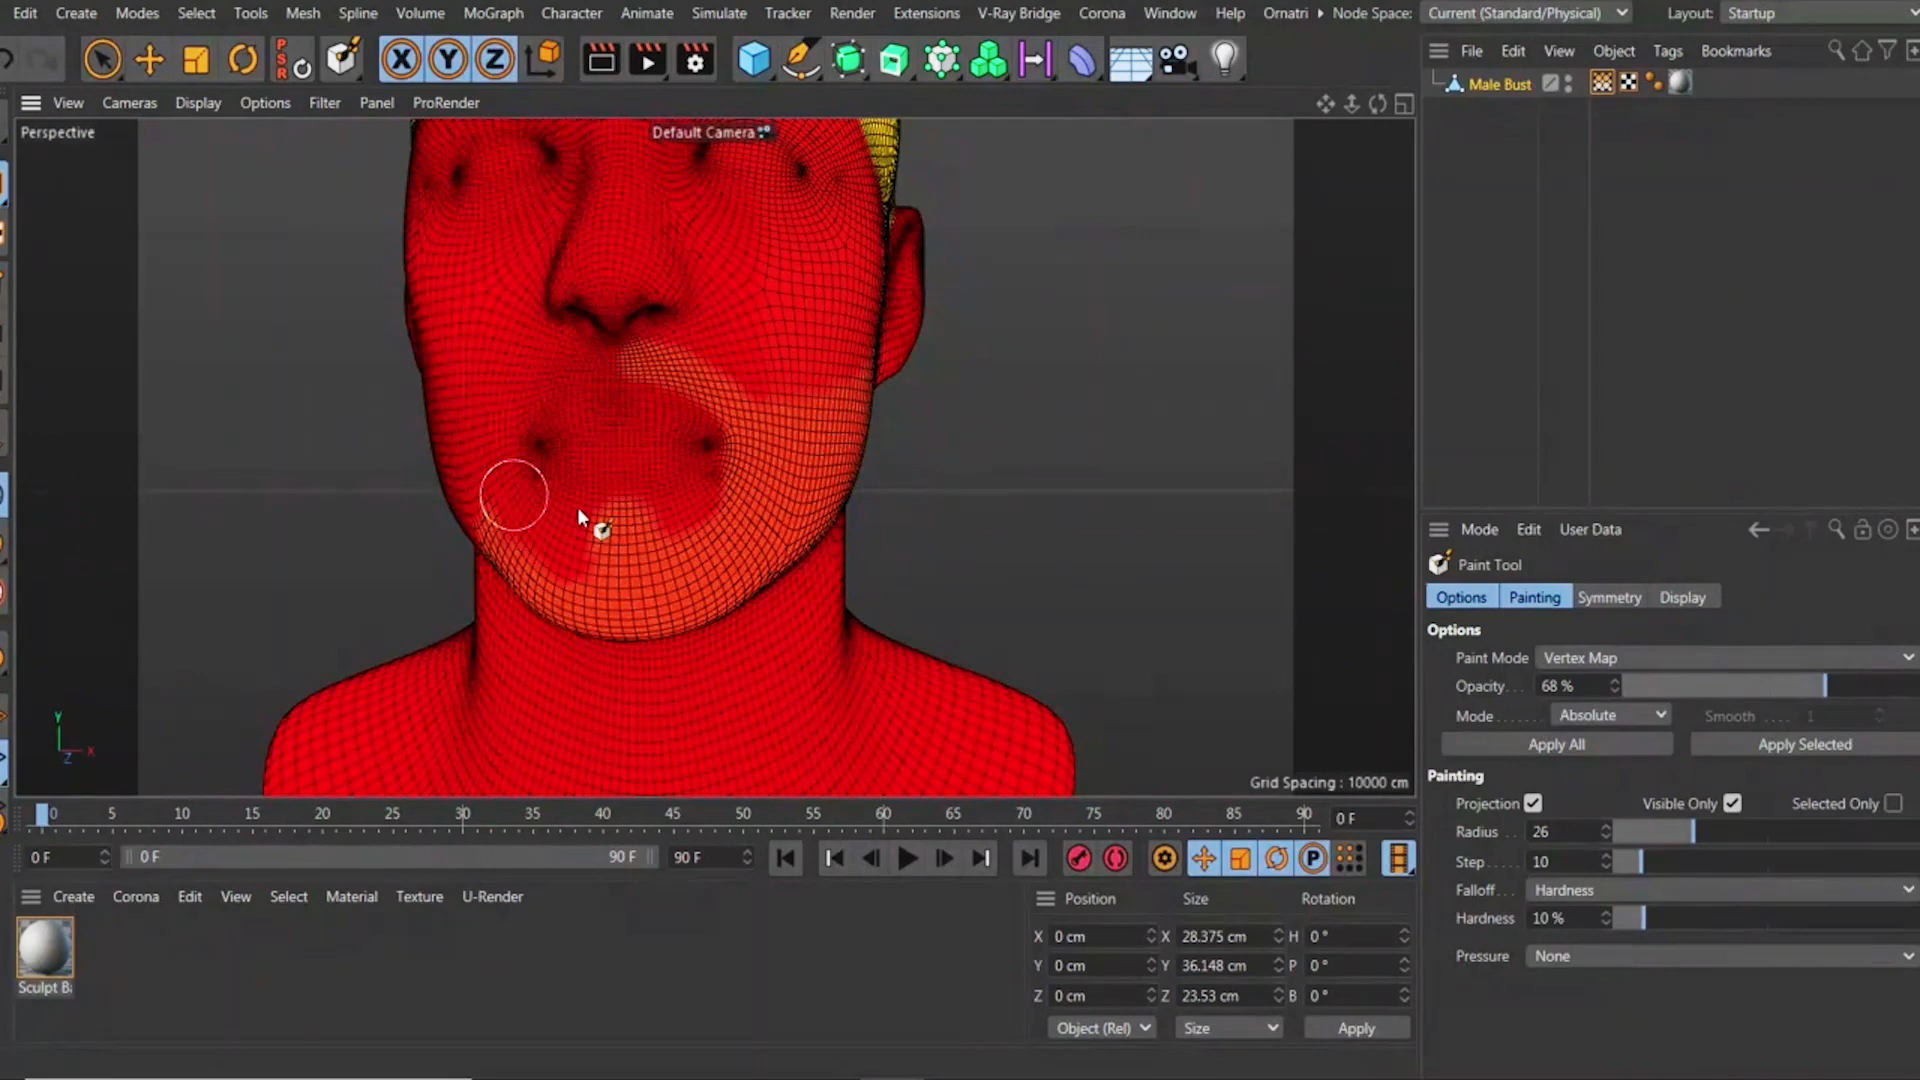 Edit Create Modes Select Tools Mesh Spline Volume MoGraph Character Animate Simulate Tracker Render Extensions V-Ray Bridge Corona Window Help Ornatri Node Space: Current (Standard/Physical) Layout: Startup
PSR X Y Z
File Edit View Object Tags Bookmarks
Male Bust
View Cameras Display Options Filter Panel ProRender
Perspective
Default Camera
Y
X
Z
Grid Spacing : 10000 cm
0 5 10 15 20 25 30 35 40 45 50 55 60 65 70 75 80 85 90 0 F
0 F 0 F 90 F 90 F P
Create Corona Edit View Select Material Texture U-Render
Sculpt Ba
Position Size Rotation
X 0 cm X 28.375 cm H 0 °
Y 0 cm Y 36.148 cm P 0 °
Z 0 cm Z 23.53 cm B 0 °
Object (Rel) Size Apply
Mode Edit User Data
Paint Tool
Options Painting Symmetry Display
Options
Paint Mode Vertex Map
Opacity. . . 68 %
Mode . . . . . . . Absolute Smooth . . . . 1
Apply All Apply Selected
Painting
Projection Visible Only Selected Only
Radius . . 26
Step. . . . 10
Falloff. . . Hardness
Hardness 10 %
Pressure None